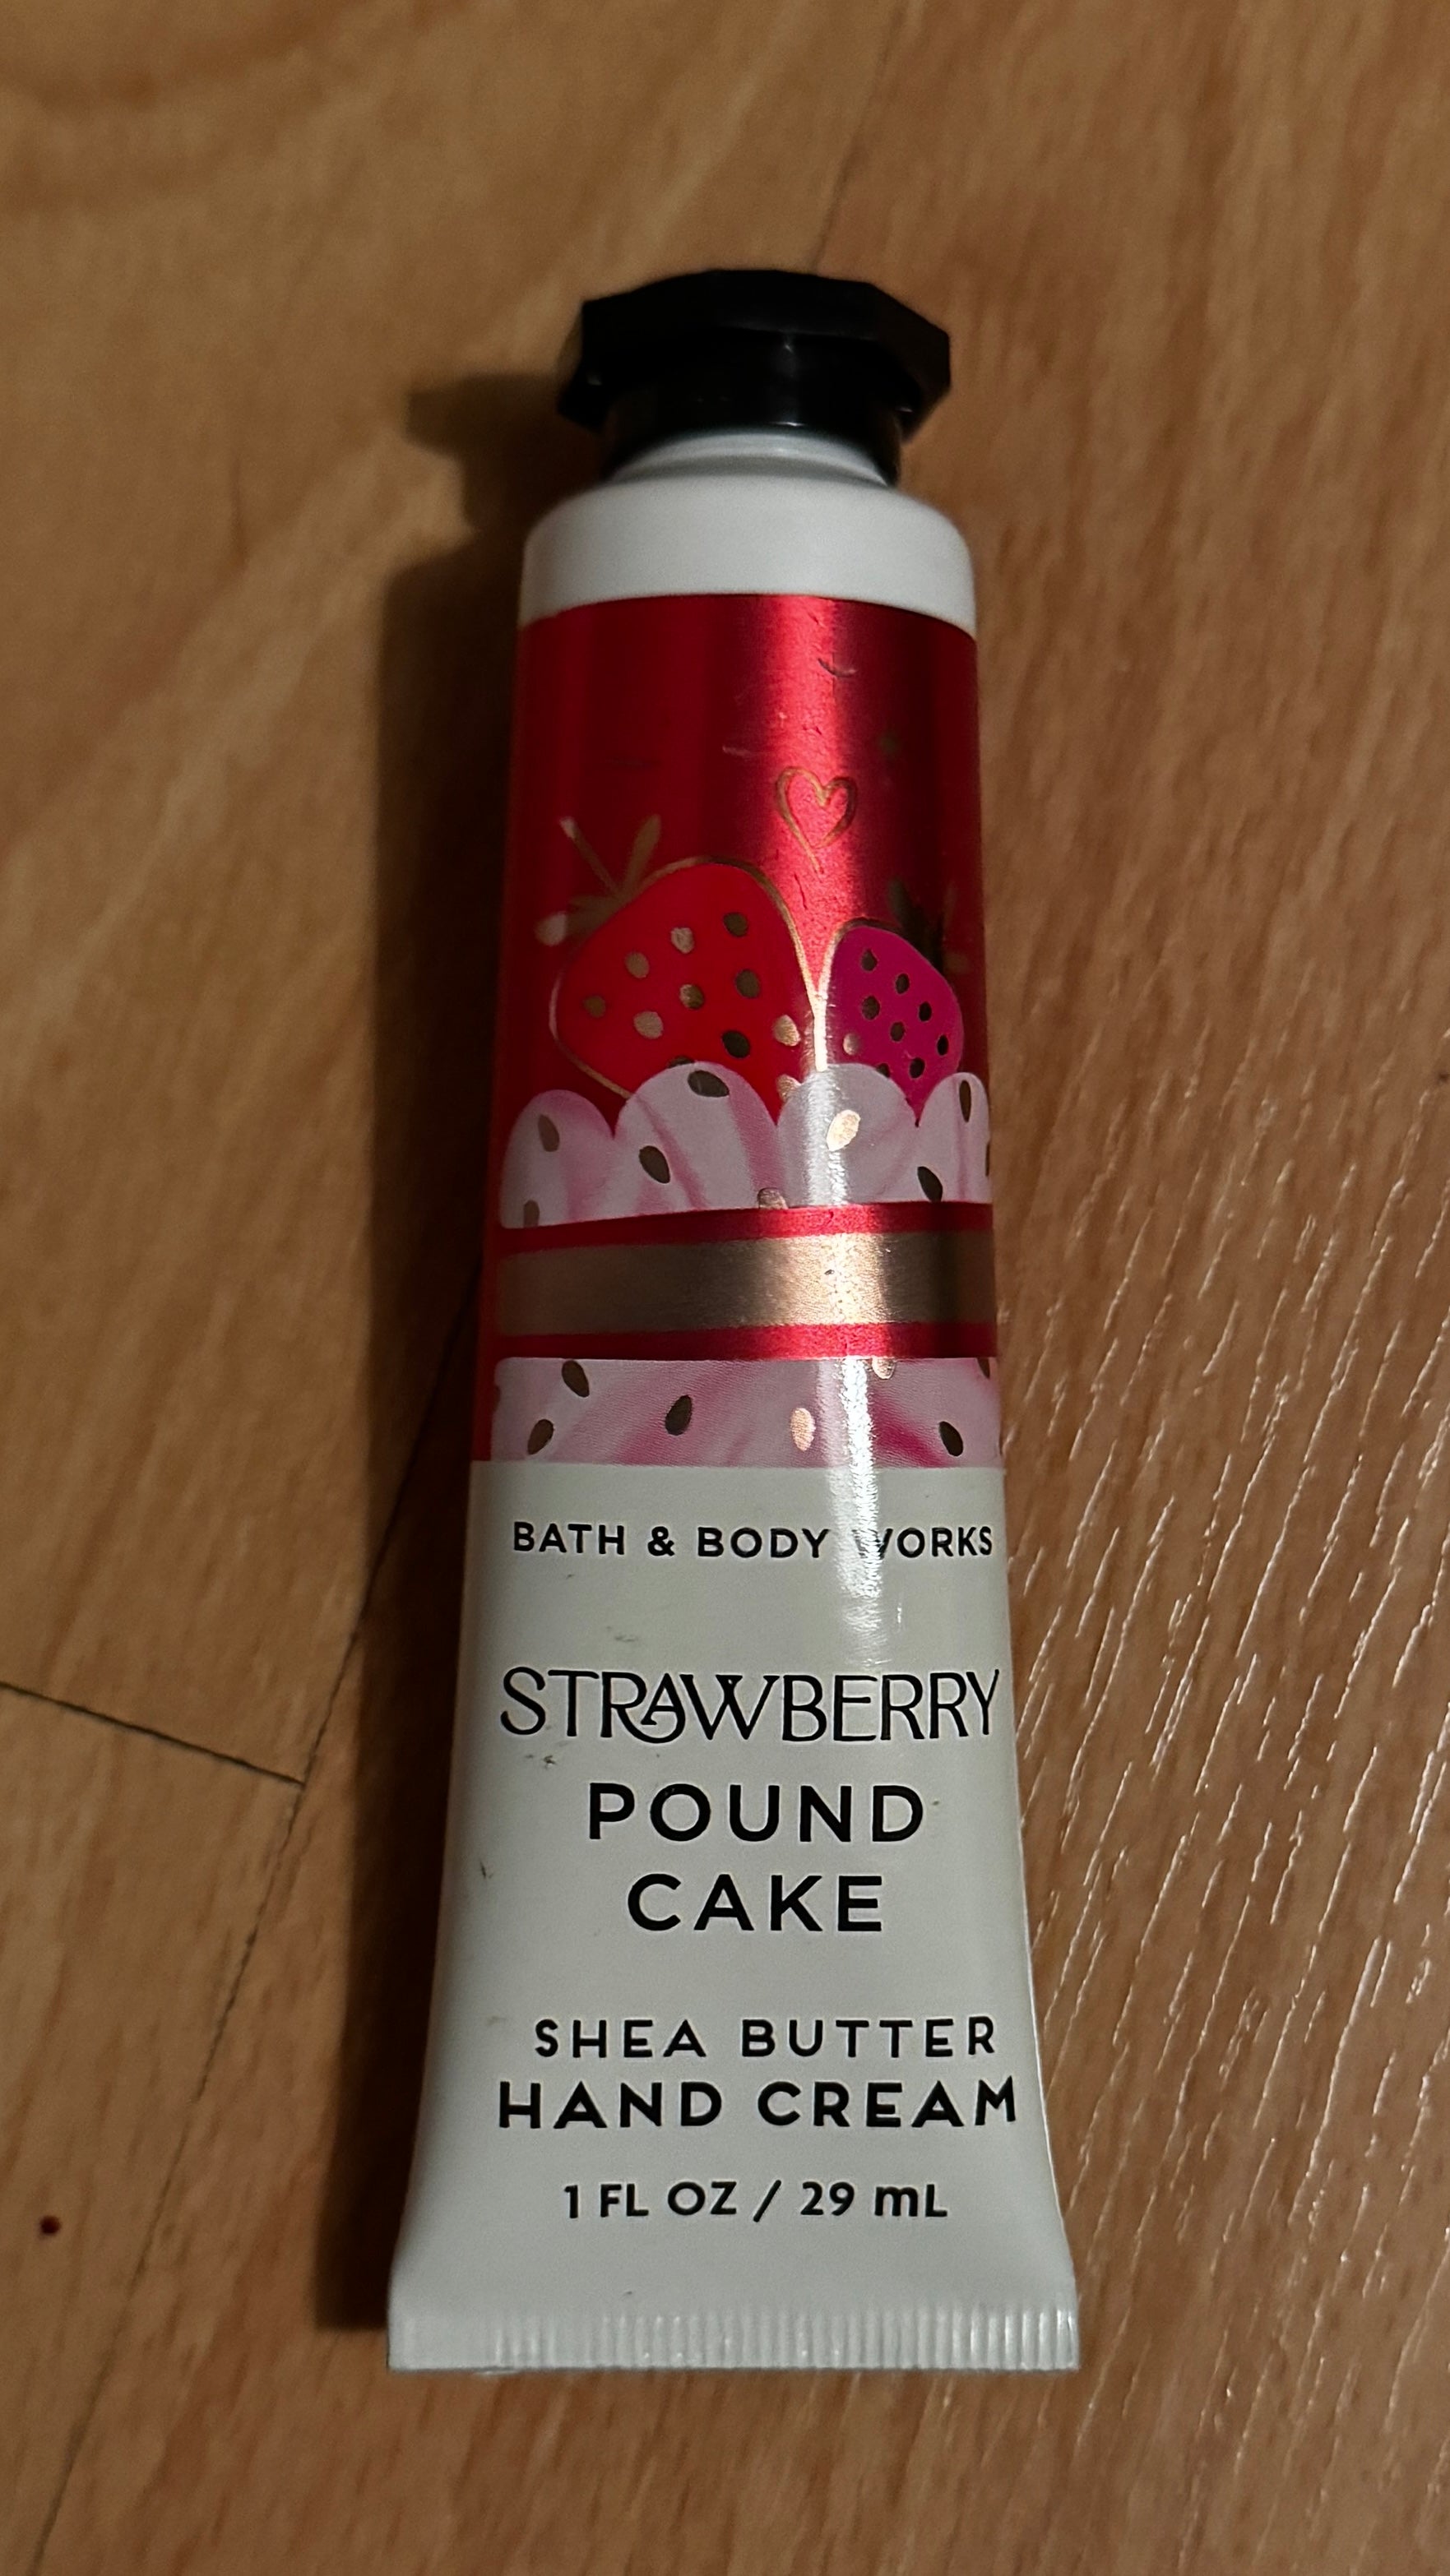 BATH & BODY WORKS
STRAWBERRY
POUND
CAKE
SHEA BUTTER
HAND CREAM
1 FL OZ / 29 mL